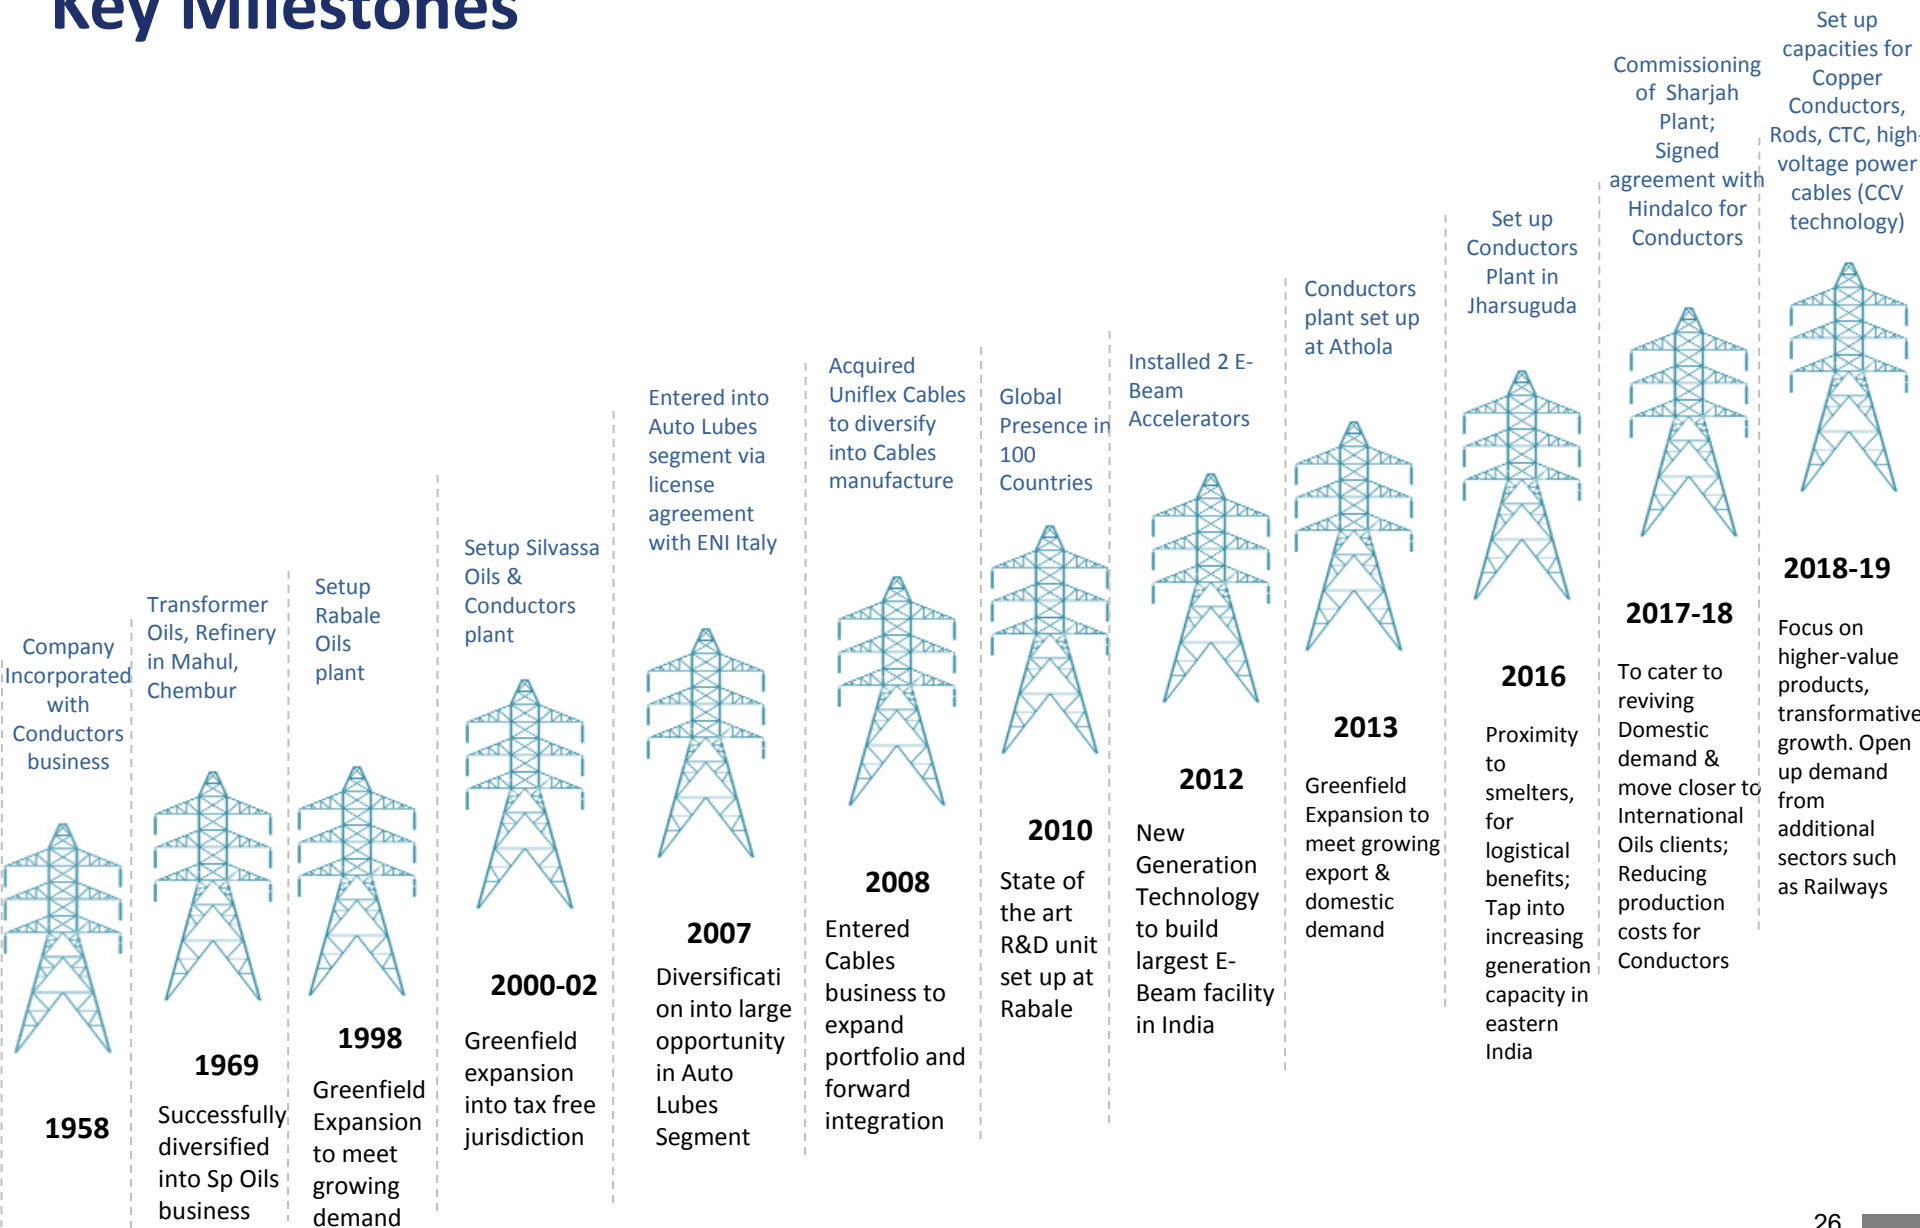 Key Milestones
Company
Incorporated
with
Conductors
business
1958
Transformer
Oils, Refinery
in Mahul,
Chembur
1969
Successfully
diversified
into Sp Oils
business
Setup
Rabale
Oils
plant
1998
Greenfield
Expansion
to meet
growing
demand
Setup Silvassa
Oils &
Conductors
plant
2000-02
Greenfield
expansion
into tax free
jurisdiction
Entered into
Auto Lubes
segment via
license
agreement
with ENI Italy
2007
Diversificati
on into large
opportunity
in Auto
Lubes
Segment
Acquired
Uniflex Cables
to diversify
into Cables
manufacture
2008
Entered
Cables
business to
expand
portfolio and
forward
integration
Global
Presence in
100
Countries
2010
State of
the art
R&D unit
set up at
Rabale
Installed 2 E-
Beam
Accelerators
2012
New
Generation
Technology
to build
largest E-
Beam facility
in India
Conductors
plant set up
at Athola
2013
Greenfield
Expansion to
meet growing
export &
domestic
demand
Set up
Conductors
Plant in
Jharsuguda
2016
Proximity
to
smelters,
for
logistical
benefits;
Tap into
increasing
generation
capacity in
eastern
India
Commissioning
of Sharjah
Plant;
Signed
agreement with
Hindalco for
Conductors
2017-18
To cater to
reviving
Domestic
demand &
move closer to
International
Oils clients;
Reducing
production
costs for
Conductors
Set up
capacities for
Copper
Conductors,
Rods, CTC, high-
voltage power
cables (CCV
technology)
2018-19
Focus on
higher-value
products,
transformative
growth. Open
up demand
from
additional
sectors such
as Railways
26